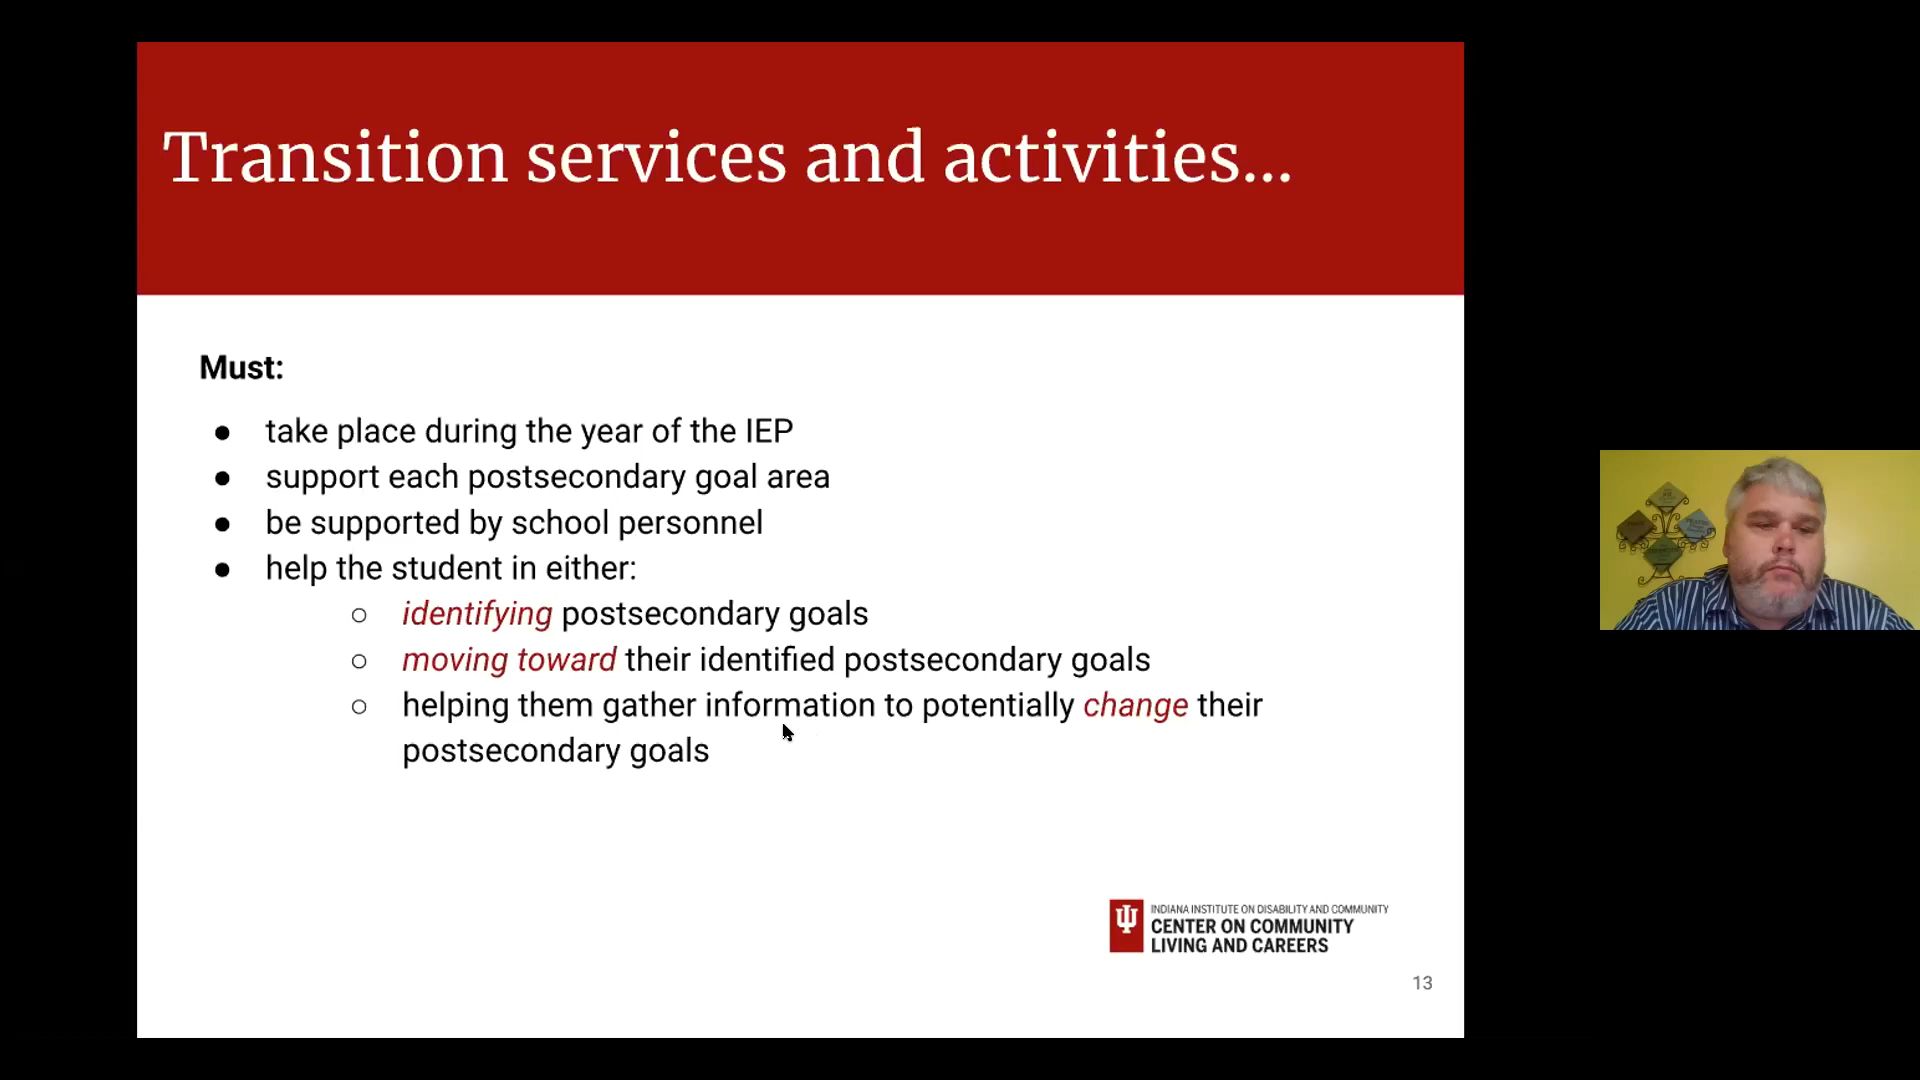 Transition services and activities...
Must:
● take place during the year of the IEP
● support each postsecondary goal area
● be supported by school personnel
● help the student in either:
○ identifying postsecondary goals
○ moving toward their identified postsecondary goals
○ helping them gather information to potentially change their
postsecondary goals
INDIANA INSTITUTE ON DISABILITY AND COMMUNITY
CENTER ON COMMUNITY
LIVING AND CAREERS
13